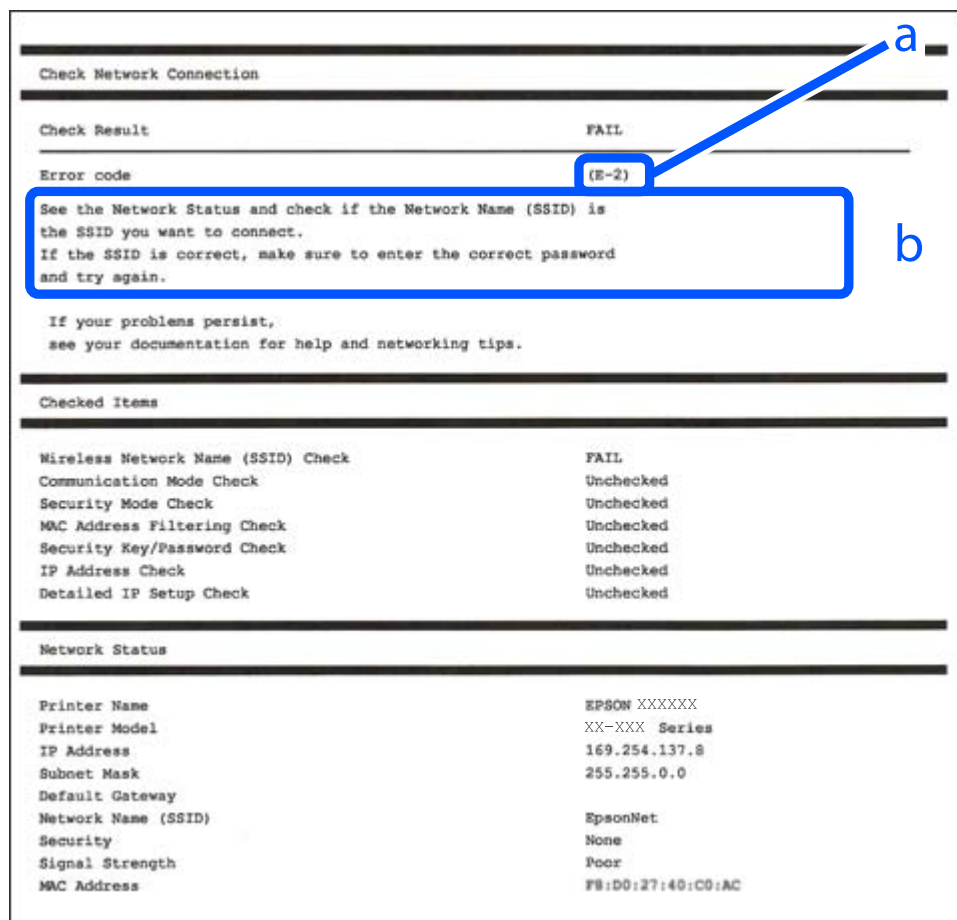 a
Check Network Connection
Check Result FAIL
Error code (E-2)
See the Network Status and check if the Network Name (SSID) is
the SSID you want to connect.
If the SSID is correct, make sure to enter the correct password
and try again.
b
If your problems persist,
see your documentation for help and networking tips.
Checked Items
Wireless Network Name (SSID) Check FAIL
Communication Mode Check Unchecked
Security Mode Check Unchecked
MAC Address Filtering Check Unchecked
Security Key/Password Check Unchecked
IP Address Check Unchecked
Detailed IP Setup Check Unchecked
Network Status
Printer Name EPSON XXXXXX
Printer Model XX-XXX Series
IP Address 169.254.137.8
Subnet Mask 255.255.0.0
Default Gateway
Network Name (SSID) EpsonNet
Security None
Signal Strength Poor
MAC Address F8:D0:27:40:C0:AC